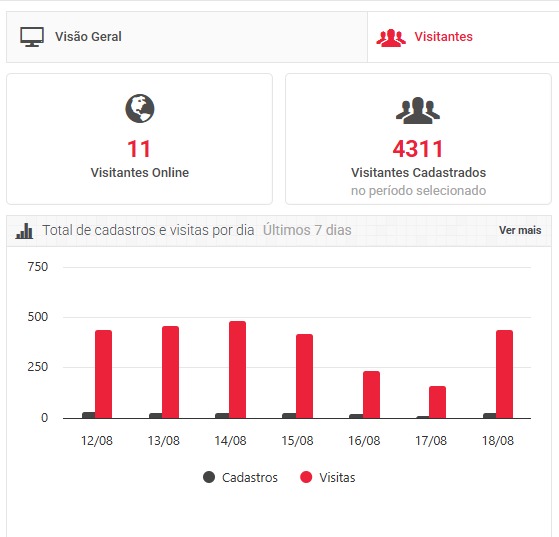 Visão Geral
Visitantes
11
Visitantes Online
4311
Visitantes Cadastrados
no período selecionado
Total de cadastros e visitas por dia Últimos 7 dias
Ver mais
750
500
250
0
12/08 13/08 14/08 15/08 16/08 17/08 18/08
Cadastros Visitas